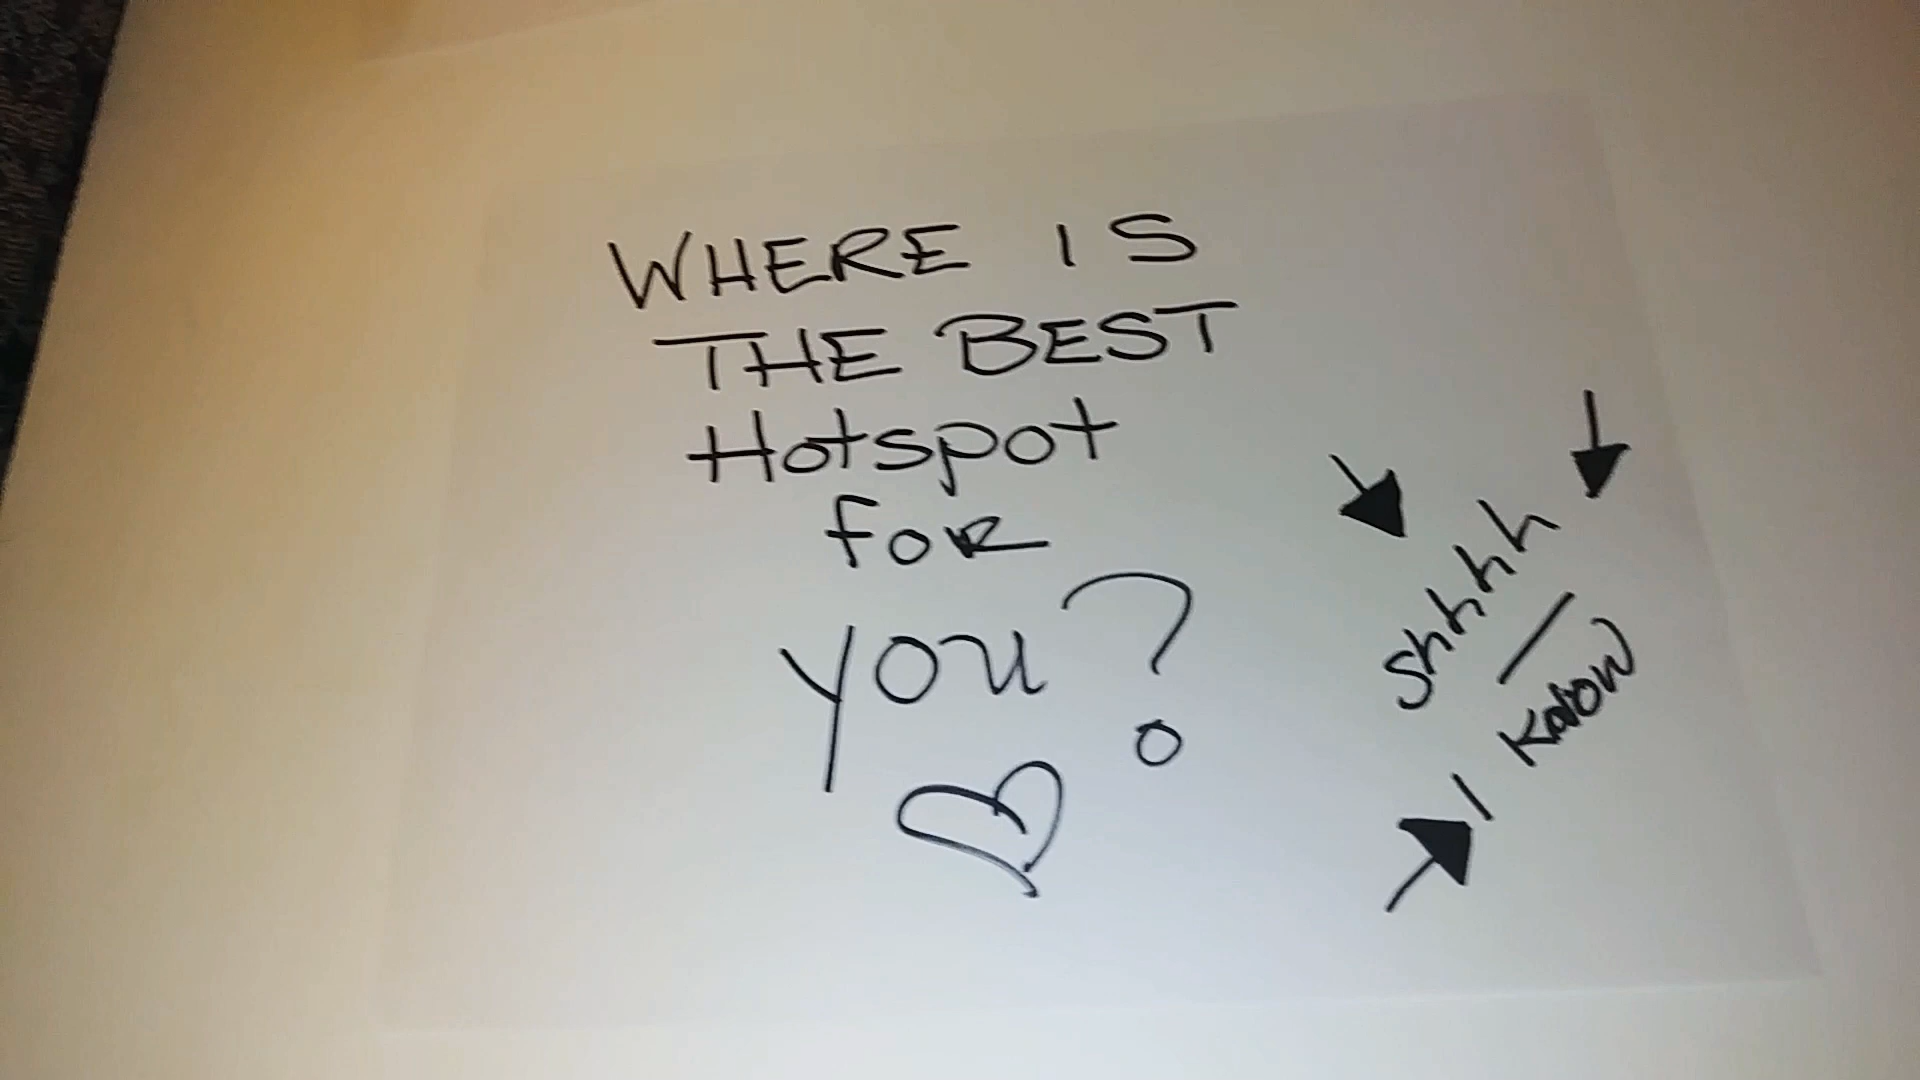 WHERE IS
THE BEST
Hotspot
foR
you?
shhhh
I KNOW